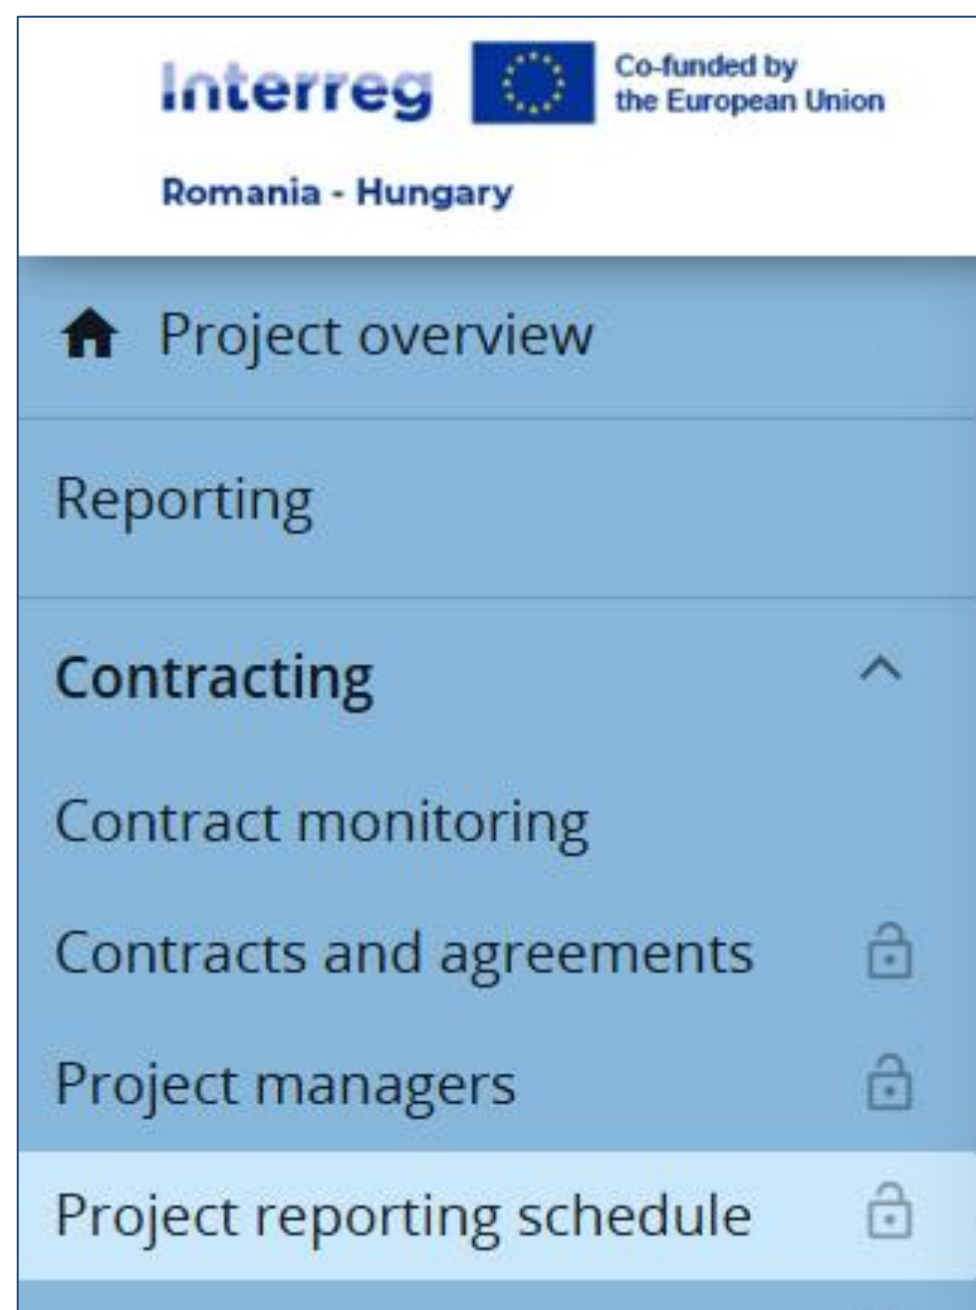 Interreg
Co-funded by
the European Union
Romania - Hungary
Project overview
Reporting
Contracting
Contract monitoring
Contracts and agreements
Project managers
Project reporting schedule